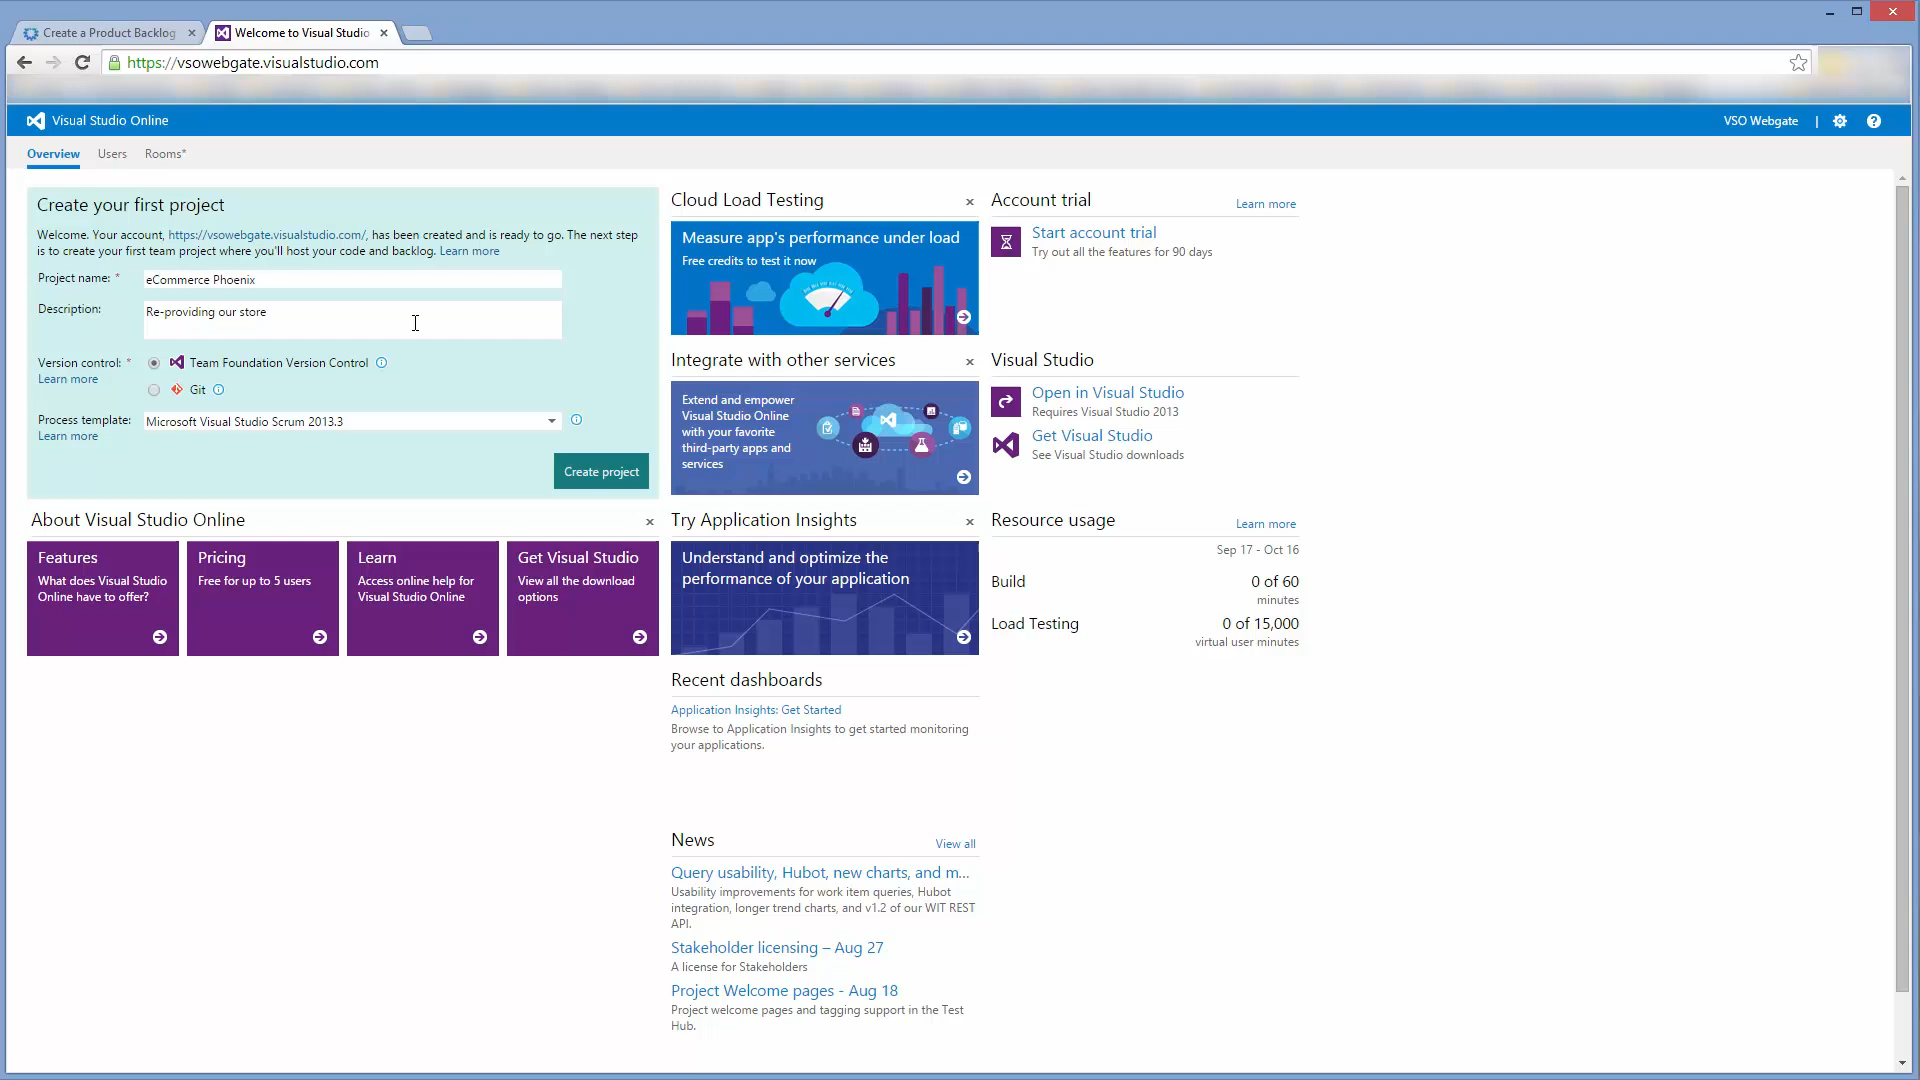 Create a Product Backlog
Welcome to Visual Studio
https://vsowebgate.visualstudio.com
Visual Studio Online
VSO Webgate
|
Overview
Users
Rooms*
Create your first project
Welcome. Your account, https://vsowebgate.visualstudio.com/, has been created and is ready to go. The next step
is to create your first team project where you'll host your code and backlog. Learn more
Project name: *
eCommerce Phoenix
Description:
Re-providing our store
Version control: *
Learn more
Team Foundation Version Control
Git
Process template:
Learn more
Microsoft Visual Studio Scrum 2013.3
Create project
About Visual Studio Online
Features
What does Visual Studio
Online have to offer?
Pricing
Free for up to 5 users
Learn
Access online help for
Visual Studio Online
Get Visual Studio
View all the download
options
Cloud Load Testing
Measure app's performance under load
Free credits to test it now
Integrate with other services
Extend and empower
Visual Studio Online
with your favorite
third-party apps and
services
Try Application Insights
Understand and optimize the
performance of your application
Recent dashboards
Application Insights: Get Started
Browse to Application Insights to get started monitoring
your applications.
News
View all
Query usability, Hubot, new charts, and m...
Usability improvements for work item queries, Hubot
integration, longer trend charts, and v1.2 of our WIT REST
API.
Stakeholder licensing – Aug 27
A license for Stakeholders
Project Welcome pages - Aug 18
Project welcome pages and tagging support in the Test
Hub.
Account trial
Learn more
Start account trial
Try out all the features for 90 days
Visual Studio
Open in Visual Studio
Requires Visual Studio 2013
Get Visual Studio
See Visual Studio downloads
Resource usage
Learn more
Sep 17 - Oct 16
Build
0 of 60
minutes
Load Testing
0 of 15,000
virtual user minutes